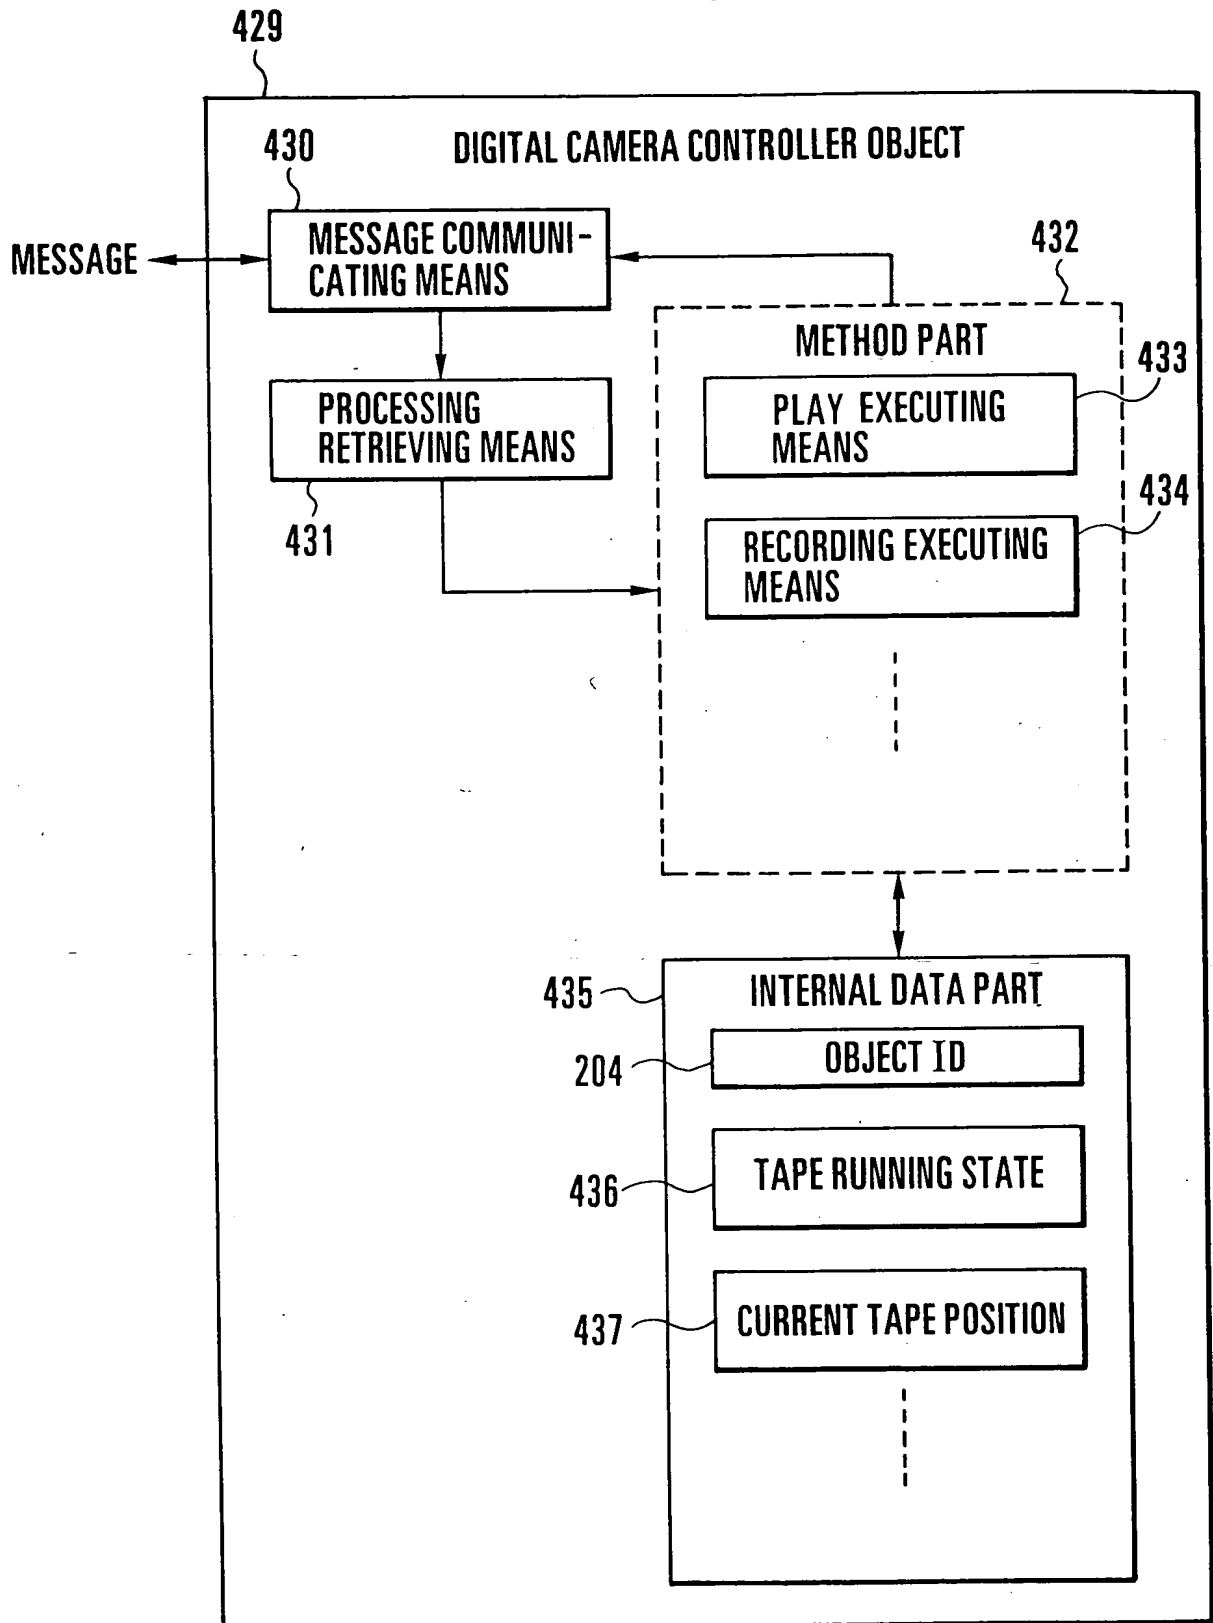 429
DIGITAL CAMERA CONTROLLER OBJECT
430
MESSAGE COMMUNI-
CATING MEANS
MESSAGE
432
METHOD PART
433
PLAY EXECUTING
MEANS
PROCESSING
RETRIEVING MEANS
431
434
RECORDING EXECUTING
MEANS
435
INTERNAL DATA PART
204
OBJECT ID
436
TAPE RUNNING STATE
437
CURRENT TAPE POSITION